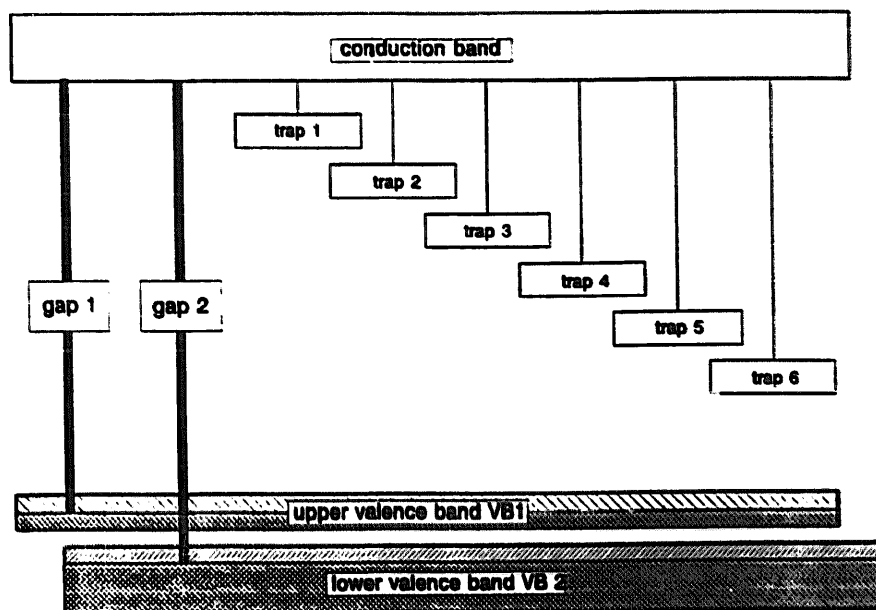 conduction band
trap 1
trap 2
trap 3
trap 4
gap 1
gap 2
trap 5
trap 6
upper valence band VB1
lower valence band VB 2